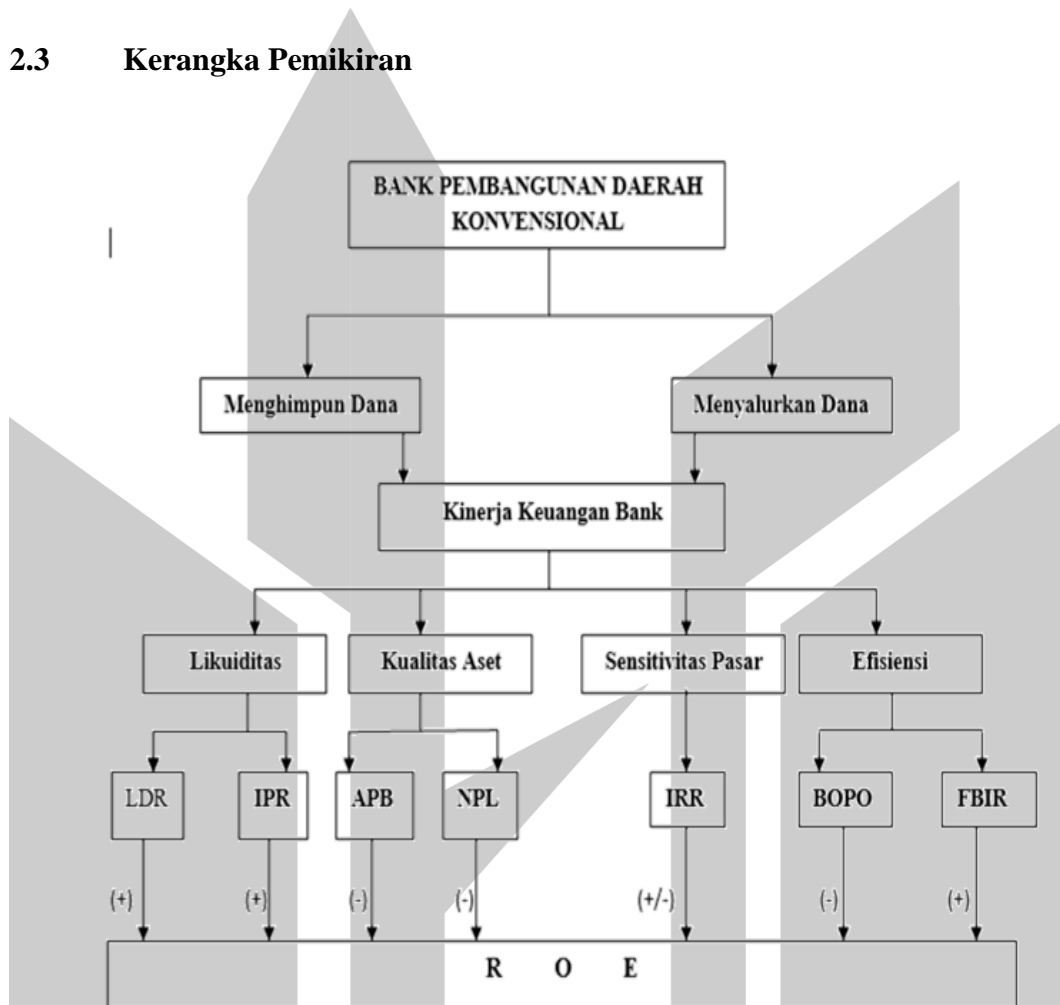 2.3 Kerangka Pemikiran
BANK PEMBANGUNAN DAERAH
KONVENSIONAL
Menghimpun Dana
Menyalurkan Dana
Kinerja Keuangan Bank
Likuiditas
Kualitas Aset
Sensitivitas Pasar
Efisiensi
LDR
IPR
APB
NPL
IRR
BOPO
FBIR
(+)
(+)
(-)
(-)
(+/-)
(-)
(+)
R O E